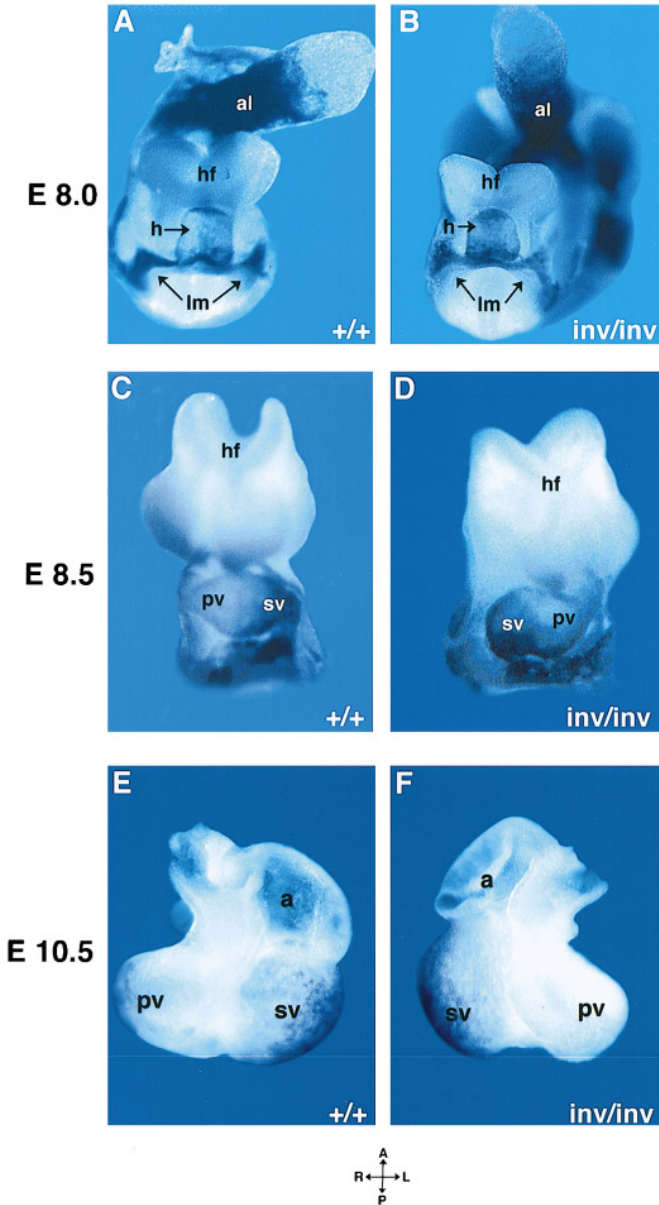 A
al
hf
h
lm
+/+
B
al
hf
h
lm
inv/inv
E 8.0
C
hf
pv
sv
+/+
D
hf
sv
pv
inv/inv
E 8.5
E
a
pv
sv
+/+
F
a
sv
pv
inv/inv
E 10.5
A
R
L
P